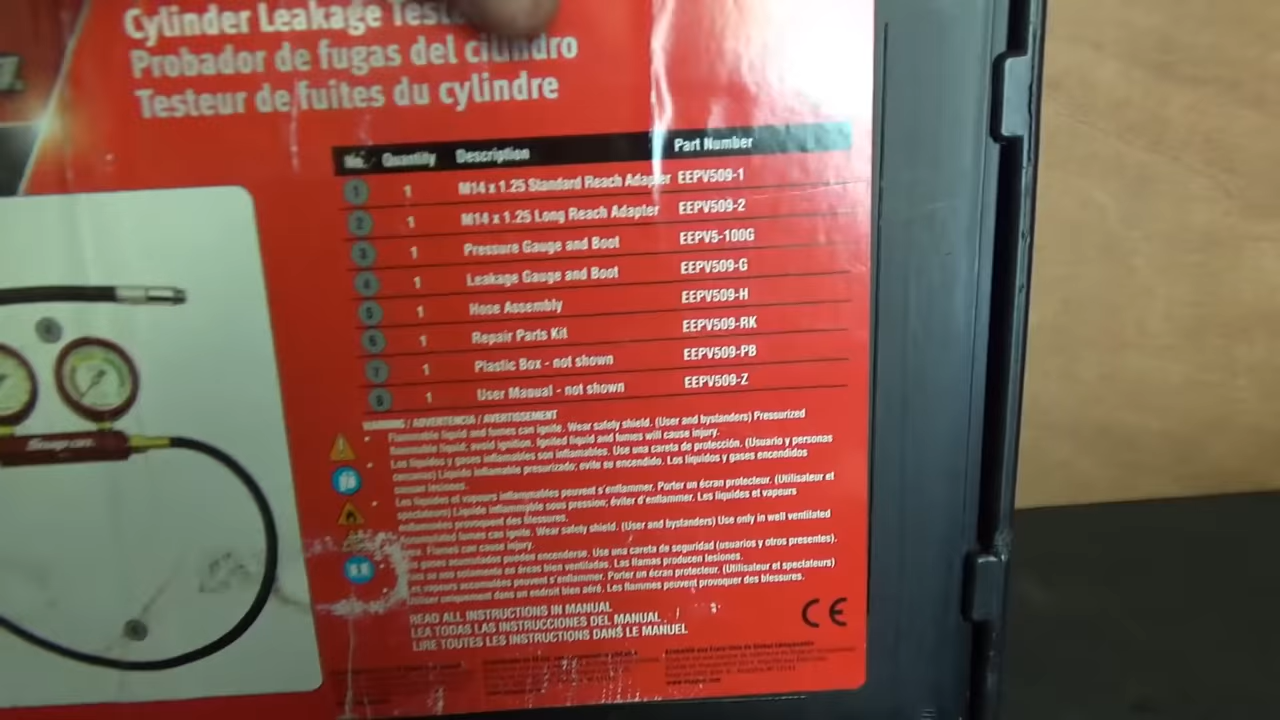 Cylinder Leakage
Probador de fugas del cilindro
Testeur de fuites du cylindre
No. Quantity Description Part Number
1 1 M14 x 1.25 Standard Reach Adapter EEPV509-1
2 1 M14 x 1.25 Long Reach Adapter EEPV509-2
3 1 Pressure Gauge and Boot EEPV5-100G
4 1 Leakage Gauge and Boot EEPV509-G
5 1 Hose Assembly EEPV509-H
6 1 Repair Parts Kit EEPV509-RK
7 1 Plastic Box - not shown EEPV509-PB
8 1 User Manual - not shown EEPV509-Z
WARNING / ADVERTENCIA / AVERTISSEMENT
Flammable liquid and fumes can ignite. Wear safety shield. (User and bystanders) Pressurized
flammable liquid; avoid ignition. Ignited liquid and fumes will cause injury.
Los líquidos y gases inflamables son inflamables. Use una careta de protección. (Usuario y personas
cercanas) Líquido inflamable presurizado; evite su encendido. Los líquidos y gases encendidos
causan lesiones.
Les liquides et vapeurs inflammables peuvent s'enflammer. Porter un écran protecteur. (Utilisateur et
spectateurs) Liquide inflammable sous pression; éviter d'enflammer. Les liquides et vapeurs
enflammées provoquent des blessures.
fumes can ignite. Wear safety shield. (User and bystanders) Use only in well ventilated
Flames can cause injury.
gases acumulados pueden encenderse. Use una careta de seguridad (usuarios y otros presentes).
su uso solamente en áreas bien ventiladas. Las llamas producen lesiones.
Les vapeurs accumulées peuvent s'enflammer. Porter un écran protecteur. (Utilisateur et spectateurs)
Utiliser uniquement dans un endroit bien aéré. Les flammes peuvent provoquer des blessures.
READ ALL INSTRUCTIONS IN MANUAL
LEA TODAS LAS INSTRUCCIONES DEL MANUAL
LIRE TOUTES LES INSTRUCTIONS DANS LE MANUEL
CE
Snap-on